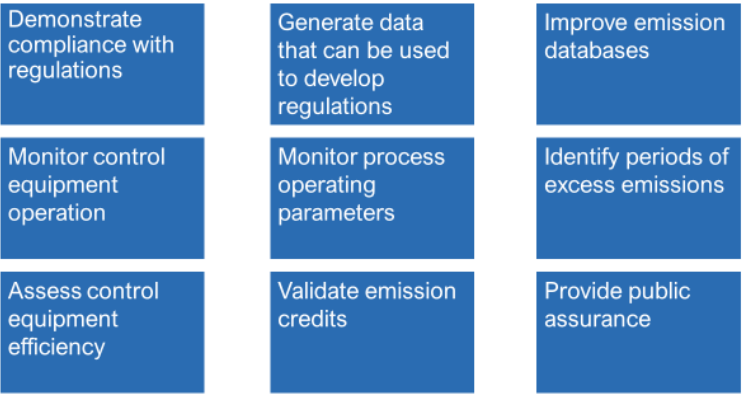 Demonstrate
compliance with
regulations
Generate data
that can be used
to develop
regulations
Improve emission
databases
Monitor control
equipment
operation
Monitor process
operating
parameters
Identify periods of
excess emissions
Assess control
equipment
efficiency
Validate emission
credits
Provide public
assurance